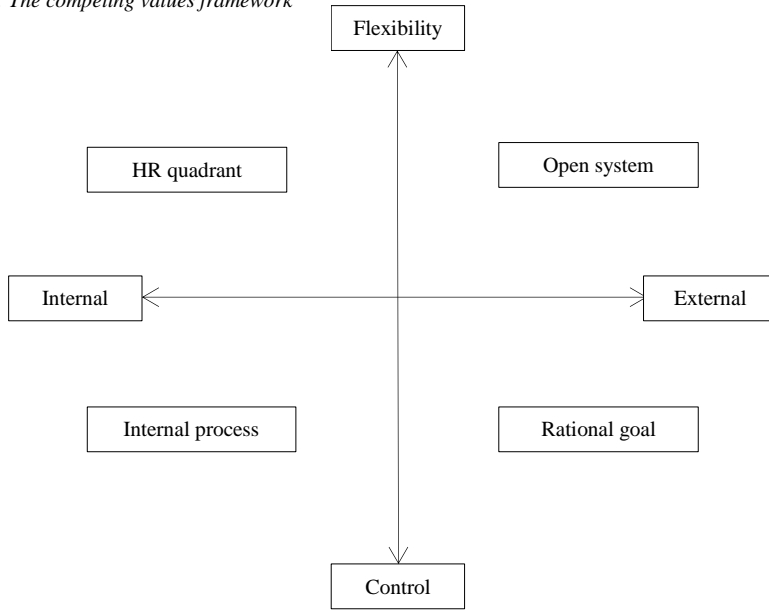 The competing values framework
Flexibility
HR quadrant
Open system
Internal
External
Internal process
Rational goal
Control